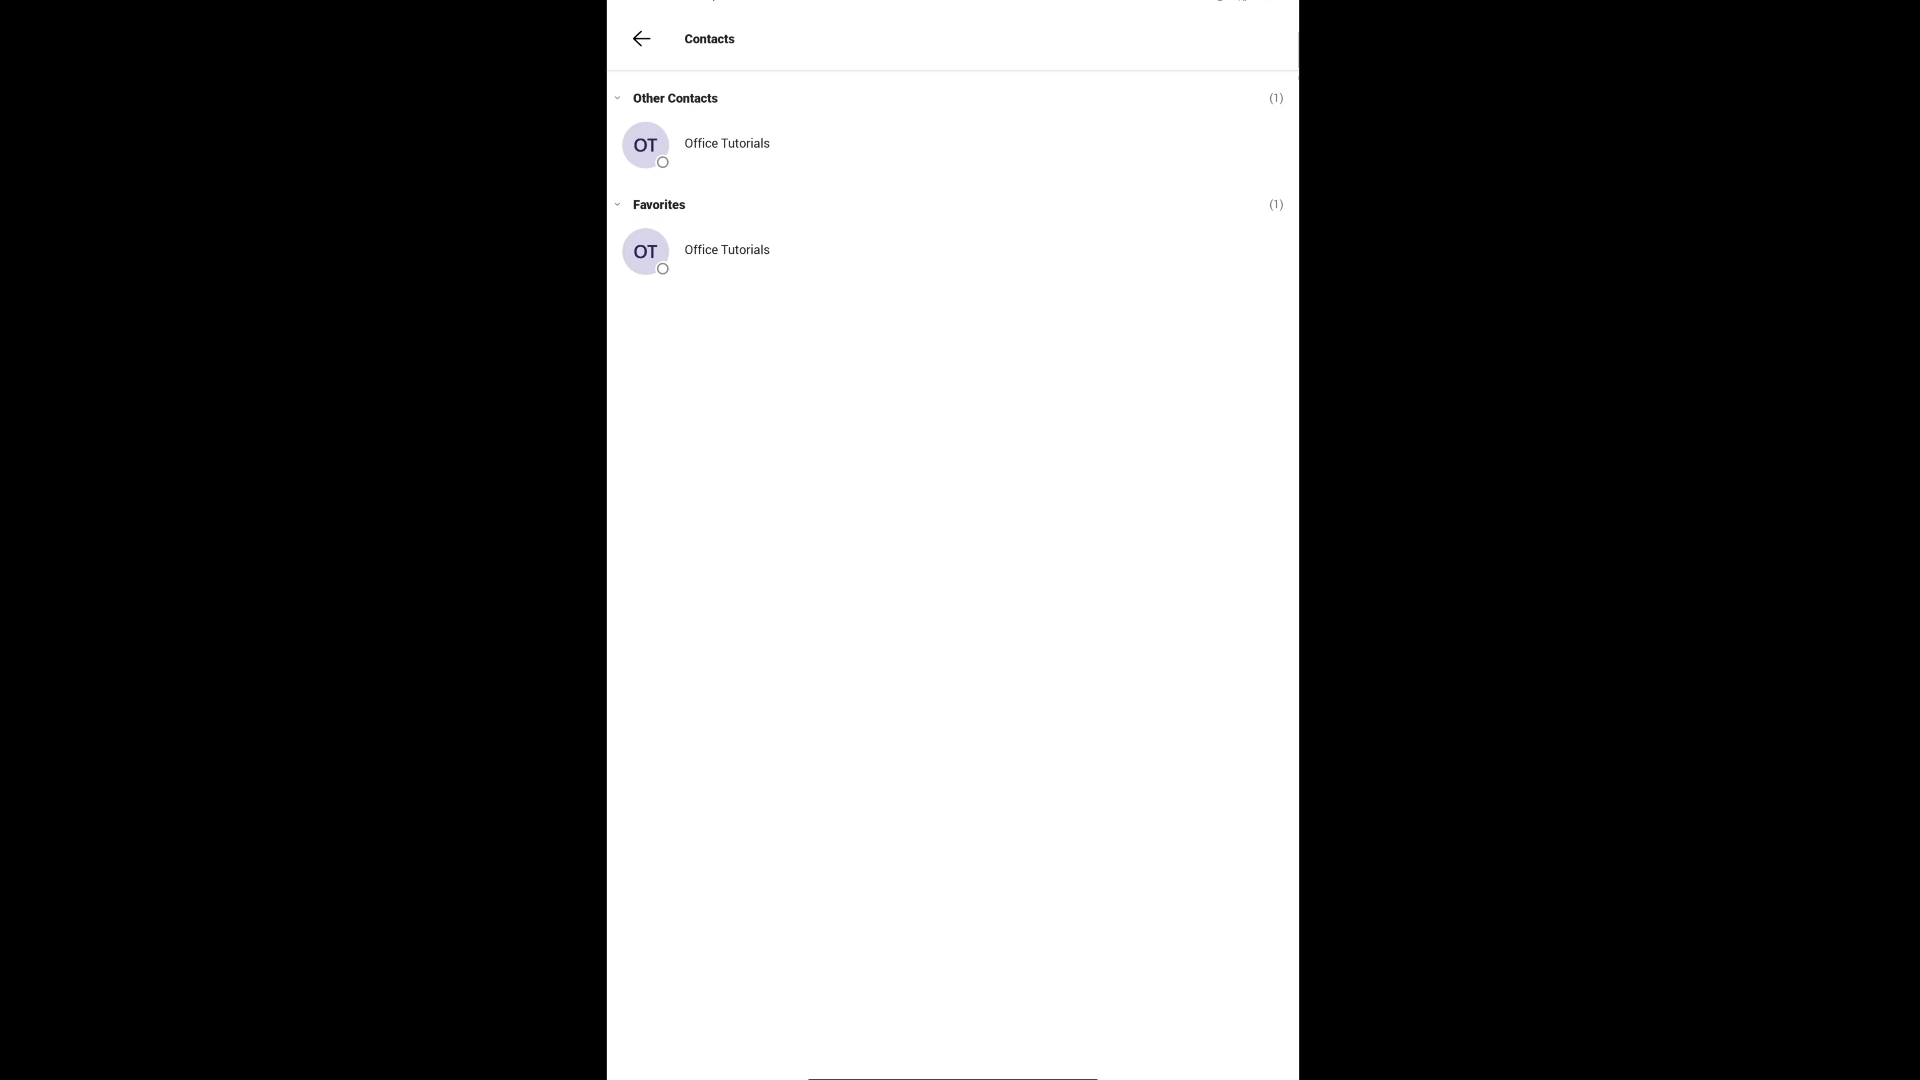 Contacts
Other Contacts (1)
OT Office Tutorials
Favorites (1)
OT Office Tutorials